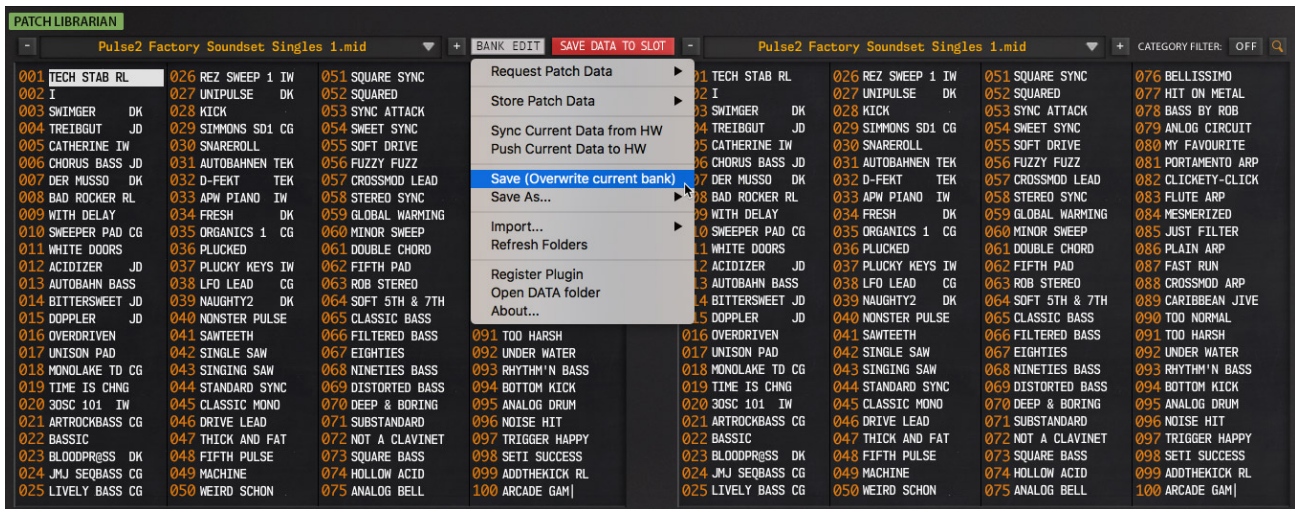 PATCH LIBRARIAN
- Pulse2 Factory Soundset Singles 1.mid ▼ + BANK EDIT SAVE DATA TO SLOT - Pulse2 Factory Soundset Singles 1.mid ▼ + CATEGORY FILTER: OFF
001 TECH STAB RL
002 I
003 SWIMGER DK
004 TREIBGUT JD
005 CATHERINE IW
006 CHORUS BASS JD
007 DER MUSSO DK
008 BAD ROCKER RL
009 WITH DELAY
010 SWEEPER PAD CG
011 WHITE DOORS
012 ACIDIZER JD
013 AUTOBAHN BASS
014 BITTERSWEET JD
015 DOPPLER JD
016 OVERDRIVEN
017 UNISON PAD
018 MONOLAKE TD CG
019 TIME IS CHNG
020 3OSC 101 IW
021 ARTROCKBASS CG
022 BASSIC
023 BLOODPR@SS DK
024 JMJ SEQBASS CG
025 LIVELY BASS CG
026 REZ SWEEP 1 IW
027 UNIPULSE DK
028 KICK
029 SIMMONS SD1 CG
030 SNAREROLL
031 AUTOBAHNEN TEK
032 D-FEKT TEK
033 APW PIANO IW
034 FRESH DK
035 ORGANICS 1 CG
036 PLUCKED
037 PLUCKY KEYS IW
038 LFO LEAD CG
039 NAUGHTY2 DK
040 NONSTER PULSE
041 SAWTEETH
042 SINGLE SAW
043 SINGING SAW
044 STANDARD SYNC
045 CLASSIC MONO
046 DRIVE LEAD
047 THICK AND FAT
048 FIFTH PULSE
049 MACHINE
050 WEIRD SCHON
051 SQUARE SYNC
052 SQUARED
053 SYNC ATTACK
054 SWEET SYNC
055 SOFT DRIVE
056 FUZZY FUZZ
057 CROSSMOD LEAD
058 STEREO SYNC
059 GLOBAL WARMING
060 MINOR SWEEP
061 DOUBLE CHORD
062 FIFTH PAD
063 ROB STEREO
064 SOFT 5TH & 7TH
065 CLASSIC BASS
066 FILTERED BASS
067 EIGHTIES
068 NINETIES BASS
069 DISTORTED BASS
070 DEEP & BORING
071 SUBSTANDARD
072 NOT A CLAVINET
073 SQUARE BASS
074 HOLLOW ACID
075 ANALOG BELL
Request Patch Data
Store Patch Data
Sync Current Data from HW
Push Current Data to HW
Save (Overwrite current bank)
Save As...
Import...
Refresh Folders
Register Plugin
Open DATA folder
About...
091 TOO HARSH
092 UNDER WATER
093 RHYTHM'N BASS
094 BOTTOM KICK
095 ANALOG DRUM
096 NOISE HIT
097 TRIGGER HAPPY
098 SETI SUCCESS
099 ADDTHEKICK RL
100 ARCADE GAM|
01 TECH STAB RL
02 I
03 SWIMGER DK
04 TREIBGUT JD
05 CATHERINE IW
06 CHORUS BASS JD
07 DER MUSSO DK
08 BAD ROCKER RL
09 WITH DELAY
10 SWEEPER PAD CG
11 WHITE DOORS
12 ACIDIZER JD
13 AUTOBAHN BASS
14 BITTERSWEET JD
15 DOPPLER JD
016 OVERDRIVEN
017 UNISON PAD
018 MONOLAKE TD CG
019 TIME IS CHNG
020 3OSC 101 IW
021 ARTROCKBASS CG
022 BASSIC
023 BLOODPR@SS DK
024 JMJ SEQBASS CG
025 LIVELY BASS CG
026 REZ SWEEP 1 IW
027 UNIPULSE DK
028 KICK
029 SIMMONS SD1 CG
030 SNAREROLL
031 AUTOBAHNEN TEK
032 D-FEKT TEK
033 APW PIANO IW
034 FRESH DK
035 ORGANICS 1 CG
036 PLUCKED
037 PLUCKY KEYS IW
038 LFO LEAD CG
039 NAUGHTY2 DK
040 NONSTER PULSE
041 SAWTEETH
042 SINGLE SAW
043 SINGING SAW
044 STANDARD SYNC
045 CLASSIC MONO
046 DRIVE LEAD
047 THICK AND FAT
048 FIFTH PULSE
049 MACHINE
050 WEIRD SCHON
051 SQUARE SYNC
052 SQUARED
053 SYNC ATTACK
054 SWEET SYNC
055 SOFT DRIVE
056 FUZZY FUZZ
057 CROSSMOD LEAD
058 STEREO SYNC
059 GLOBAL WARMING
060 MINOR SWEEP
061 DOUBLE CHORD
062 FIFTH PAD
063 ROB STEREO
064 SOFT 5TH & 7TH
065 CLASSIC BASS
066 FILTERED BASS
067 EIGHTIES
068 NINETIES BASS
069 DISTORTED BASS
070 DEEP & BORING
071 SUBSTANDARD
072 NOT A CLAVINET
073 SQUARE BASS
074 HOLLOW ACID
075 ANALOG BELL
076 BELLISSIMO
077 HIT ON METAL
078 BASS BY ROB
079 ANLOG CIRCUIT
080 MY FAVOURITE
081 PORTAMENTO ARP
082 CLICKETY-CLICK
083 FLUTE ARP
084 MESMERIZED
085 JUST FILTER
086 PLAIN ARP
087 FAST RUN
088 CROSSMOD ARP
089 CARIBBEAN JIVE
090 TOO NORMAL
091 TOO HARSH
092 UNDER WATER
093 RHYTHM'N BASS
094 BOTTOM KICK
095 ANALOG DRUM
096 NOISE HIT
097 TRIGGER HAPPY
098 SETI SUCCESS
099 ADDTHEKICK RL
100 ARCADE GAM|